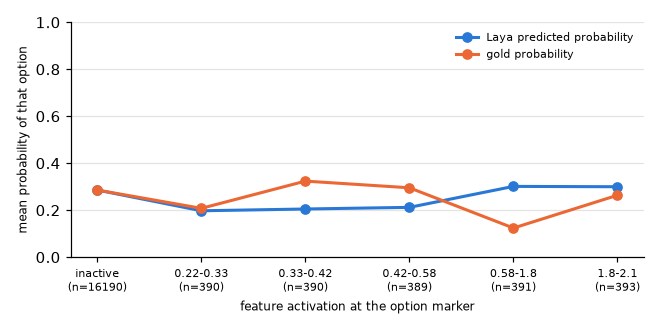 Laya predicted probability
gold probability
mean probability of that option
1.0
0.8
0.6
0.4
0.2
0.0
inactive
(n=16190)
0.22-0.33
(n=390)
0.33-0.42
(n=390)
0.42-0.58
(n=389)
0.58-1.8
(n=391)
1.8-2.1
(n=393)
feature activation at the option marker